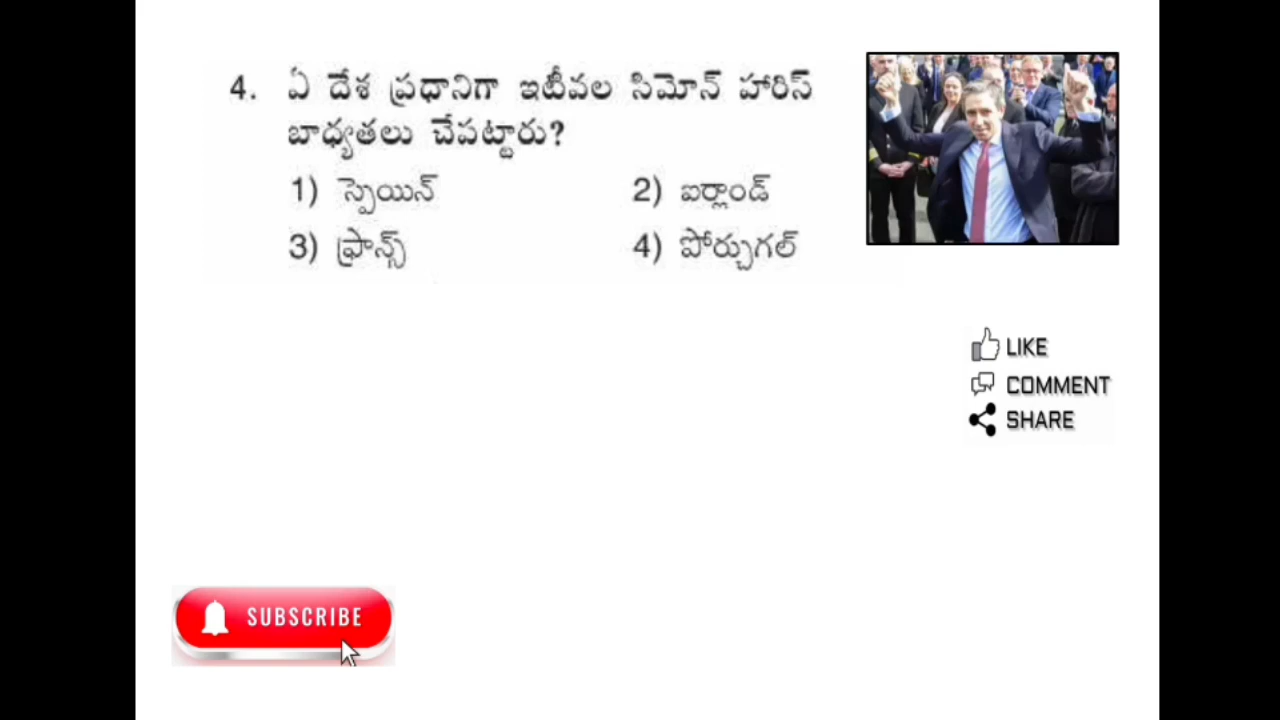 4. ఏ దేశ ప్రధానిగా ఇటీవల సిమోన్ హారిస్
బాధ్యతలు చేపట్టారు?
1) స్పెయిన్ 2) ఐర్లాండ్
3) ఫ్రాన్స్ 4) పోర్చుగల్
LIKE
COMMENT
SHARE
SUBSCRIBE